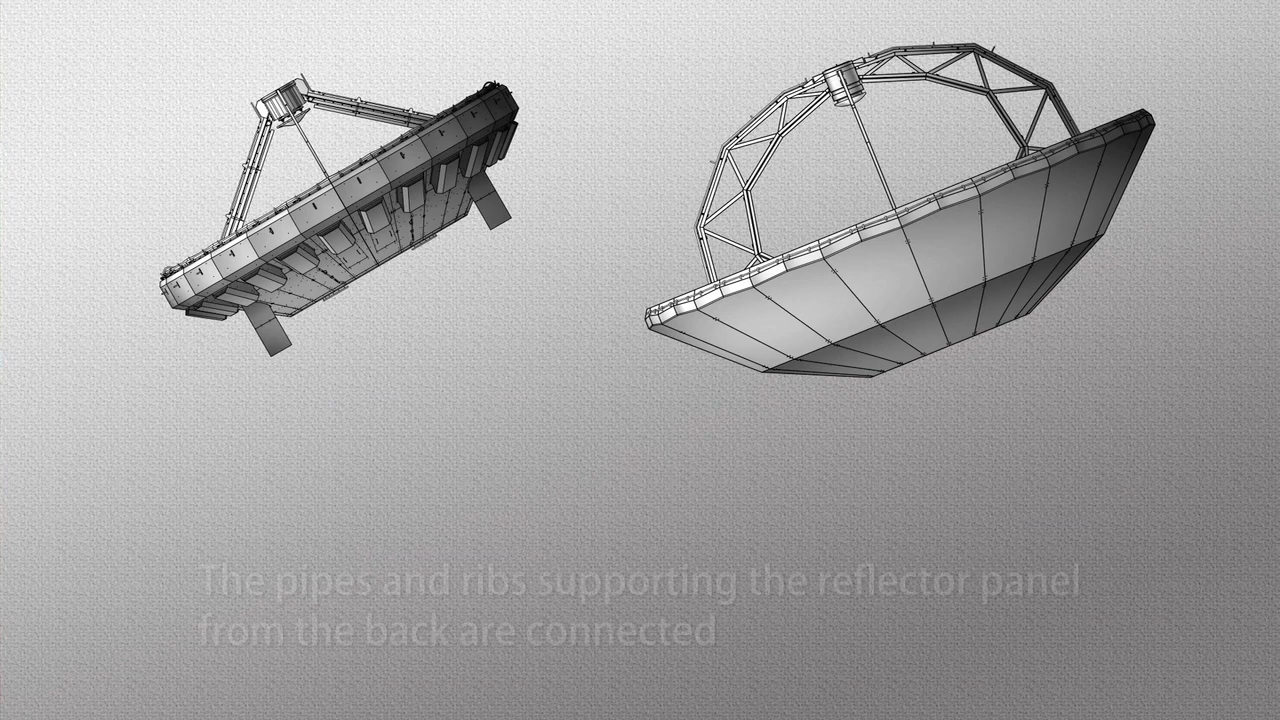 The pipes and ribs supporting the reflector panel
from the back are connected